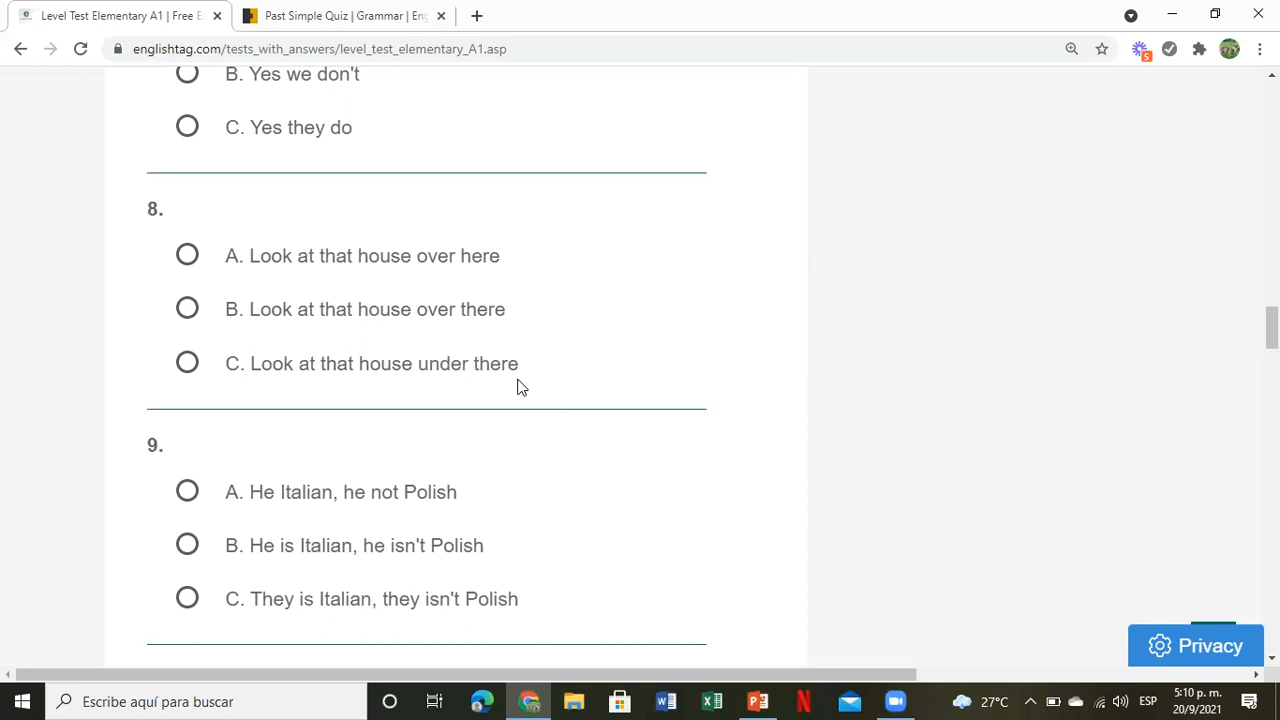 Level Test Elementary A1 | Free E
Past Simple Quiz | Grammar | Eng
englishtag.com/tests_with_answers/level_test_elementary_A1.asp
5
B. Yes we don't
C. Yes they do
8.
A. Look at that house over here
B. Look at that house over there
C. Look at that house under there
9.
A. He Italian, he not Polish
B. He is Italian, he isn't Polish
C. They is Italian, they isn't Polish
Privacy
Escribe aquí para buscar
27°C
ESP
5:10 p. m.
20/9/2021